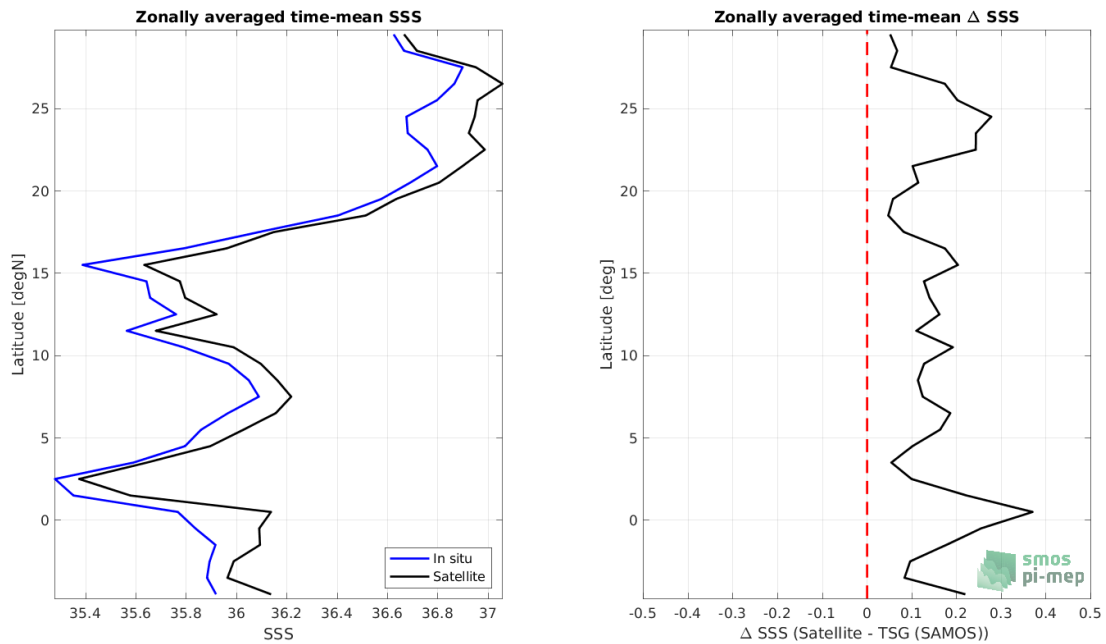 Zonally averaged time-mean SSS
Latitude [degN]
25
20
15
10
5
0
35.4 35.6 35.8 36 36.2 36.4 36.6 36.8 37
SSS
In situ
Satellite
Zonally averaged time-mean Δ SSS
Latitude [deg]
25
20
15
10
5
0
-0.5 -0.4 -0.3 -0.2 -0.1 0 0.1 0.2 0.3 0.4 0.5
Δ SSS (Satellite - TSG (SAMOS))
smos
pi-mep